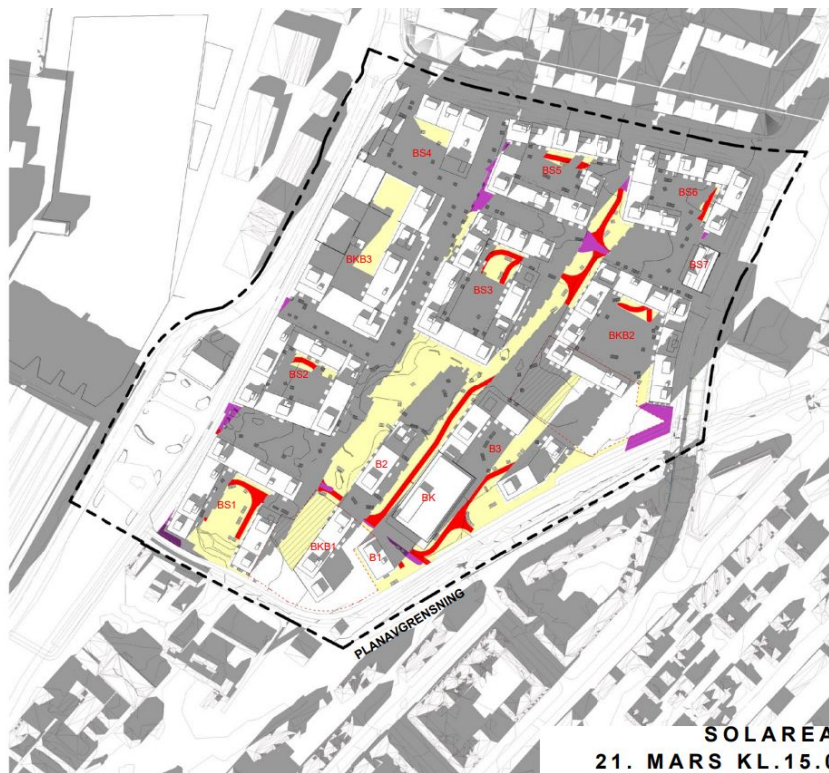 BS4
BS5
BS6
BKB3
BS3
BS7
BKB2
BS2
B2
B3
BS1
BK
BKB1
B1
PLANAVGRENSNING
SOLAREA
21. MARS KL.15.0